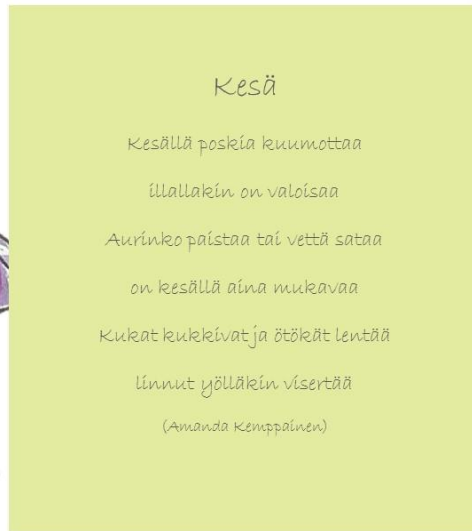 Kesä
Kesällä poskia kuumottaa
illallakin on valoisaa
Aurinko paistaa tai vettä sataa
on kesällä aina mukavaa
Kukat kukkivat ja ötökät lentää
linnut yölläkin visertää
(Amanda Kemppainen)